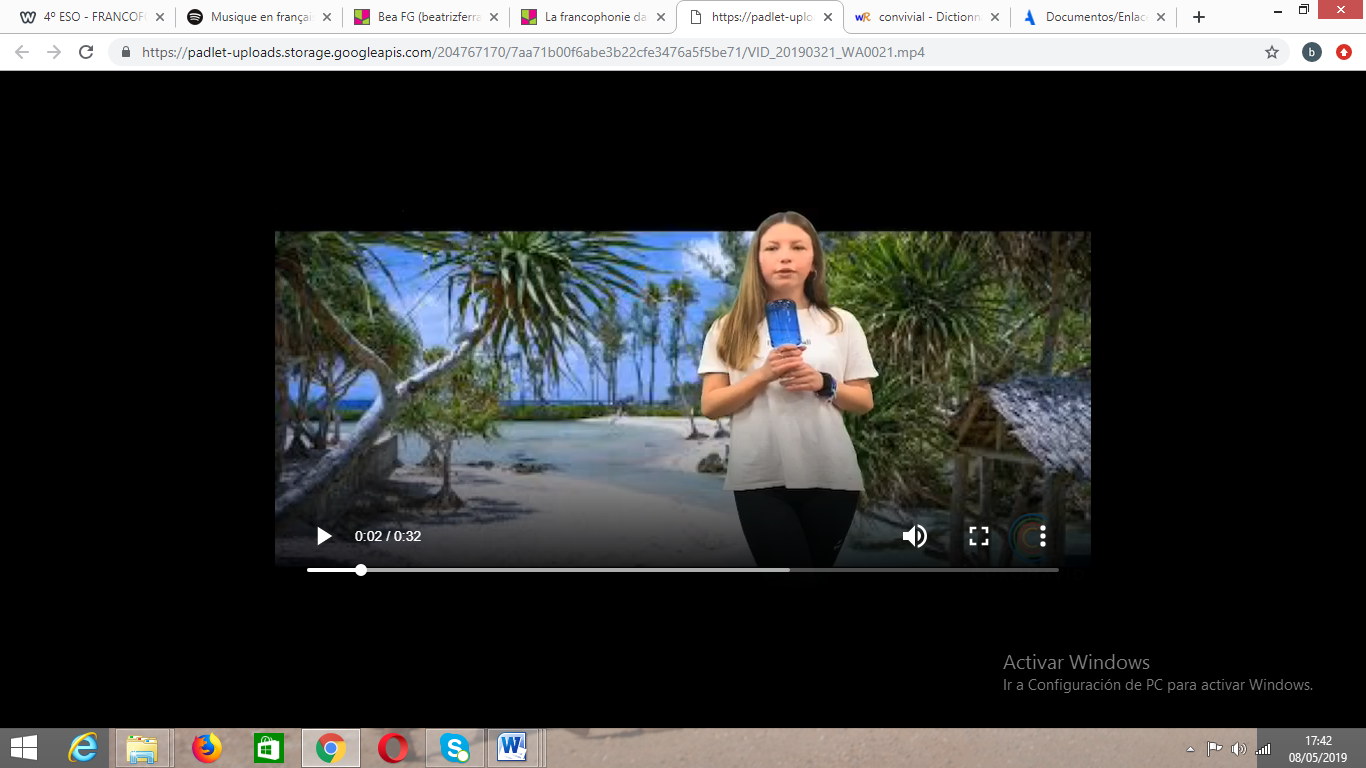 4º ESO - FRANCOF
Musique en françai
Bea FG (beatrizferra
La francophonie da
https://padlet-uplo
convivial - Dictionn
Documentos/Enlac
https://padlet-uploads.storage.googleapis.com/204767170/7aa71b00f6abe3b22cfe3476a5f5be71/VID_20190321_WA0021.mp4
b
0:02 / 0:32
Activar Windows
Ir a Configuración de PC para activar Windows.
17:42
08/05/2019